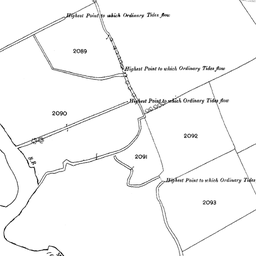 Highest Point to which Ordinary Tides flow
2089
Highest Point to which Ordinary Tides flow
Highest Point to which Ordinary Tides flow
2090
2092
B.B.
2091
Highest Point to which Ordinary Tides
2093